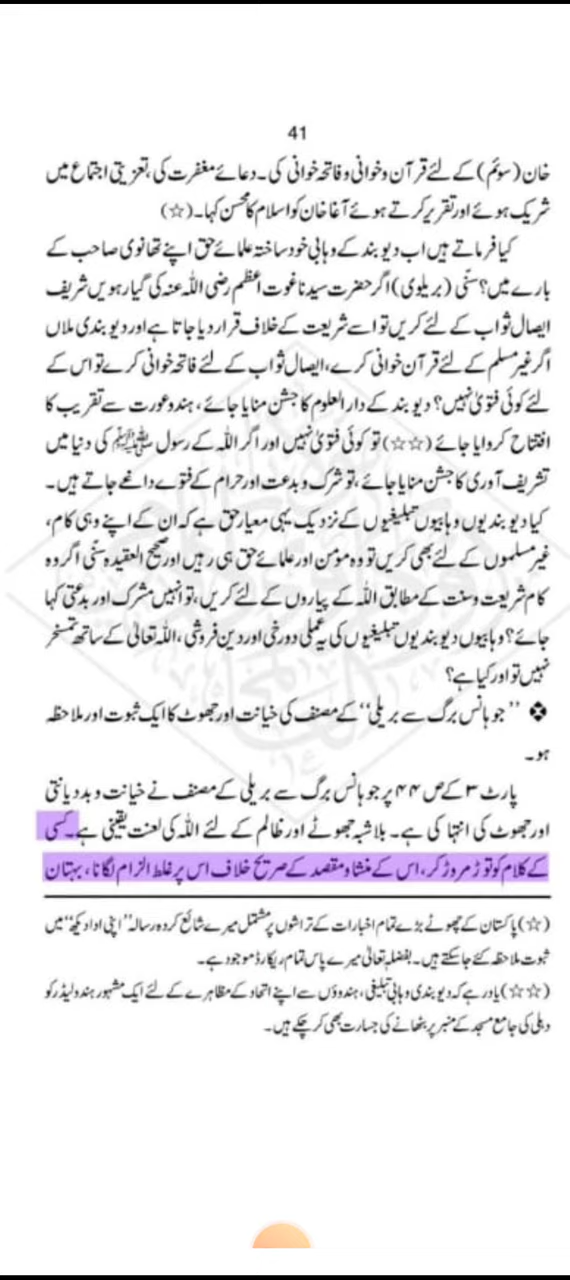 41
خان (سوئم) کے لئے قرآن و خوانی و فاتحہ خوانی کی۔ دعائے مغفرت کی، تعزیتی اجتماع میں
شریک ہوئے اور تقریر کرتے ہوئے آغا خان کو اسلام کا محسن کہا۔ (☆)
کیا فرماتے ہیں اب دیوبند کے وہابی خود ساختہ علمائے حق اپنے تھانوی صاحب کے
بارے میں؟ سنّی (بریلوی) اگر حضرت سیدنا غوث اعظم رضی اللہ عنہ کی گیارہویں شریف
ایصال ثواب کے لئے کریں تو اسے شریعت کے خلاف قرار دیا جاتا ہے اور دیوبندی ملاں
اگر غیر مسلم کے لئے قرآن خوانی کرے، ایصال ثواب کے لئے فاتحہ خوانی کرے تو اس کے
لئے کوئی فتویٰ نہیں؟ دیوبند کے دارالعلوم کا جشن منایا جائے، ہندو عورت سے تقریب کا
افتتاح کروایا جائے (☆☆) تو کوئی فتویٰ نہیں اور اگر اللہ کے رسول ﷺ کی دنیا میں
تشریف آوری کا جشن منایا جائے، تو شرک و بدعت اور حرام کے فتوے داغے جاتے ہیں۔
کیا دیوبندیوں وہابیوں تبلیغیوں کے نزدیک یہی معیار حق ہے کہ ان کے اپنے وہی کام،
غیر مسلموں کے لئے بھی کریں تو وہ مومن اور علمائے حق ہی رہیں اور صحیح العقیدہ سنّی اگر وہ
کام شریعت و سنت کے مطابق اللہ کے پیاروں کے لئے کریں، تو انہیں مشرک اور بدعتی کہا
جائے؟ وہابیوں دیوبندیوں تبلیغیوں کی یہ عملی دورخی اور دین فروشی، اللہ تعالیٰ کے ساتھ تمسخر
نہیں تو اور کیا ہے؟
❖ ’’جوہانس برگ سے بریلی‘‘ کے مصنف کی خیانت اور جھوٹ کا ایک ثبوت اور ملاحظہ
ہو۔
پارٹ ۳ کے ص ۴۴ پر جوہانس برگ سے بریلی کے مصنف نے خیانت و بددیانتی
اور جھوٹ کی انتہا کی ہے۔ بلاشبہ جھوٹے اور ظالم کے لئے اللہ کی لعنت یقینی ہے۔ کسی
کے کلام کو توڑ مروڑ کر، اس کے منشاء و مقصد کے صریح خلاف اس پر غلط الزام لگانا، بہتان
(☆) پاکستان کے چھوٹے بڑے تمام اخبارات کے تراشوں پر مشتمل میرے شائع کردہ رسالہ ’’اپنی ادا دیکھ‘‘ میں
ثبوت ملاحظہ کئے جا سکتے ہیں۔ بفضلہ تعالیٰ میرے پاس تمام ریکارڈ موجود ہے۔
(☆☆) یاد رہے کہ دیوبندی وہابی تبلیغی، ہندوؤں سے اپنے اتحاد کے مظاہرے کے لئے ایک مشہور ہندو لیڈر کو
دہلی کی جامع مسجد کے منبر پر بٹھانے کی جسارت بھی کر چکے ہیں۔